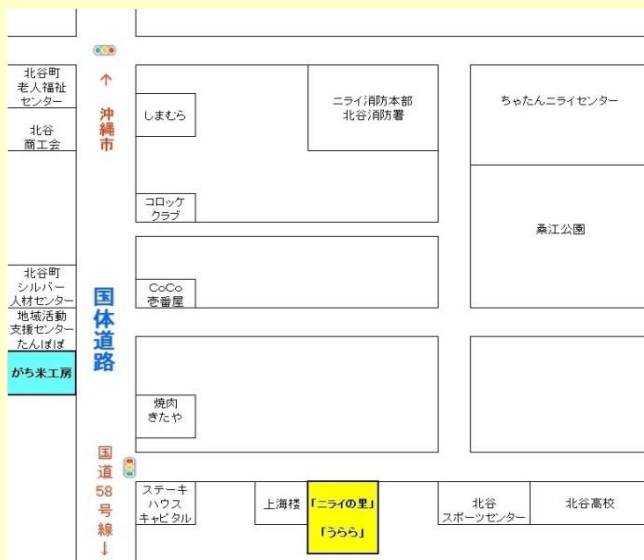 北谷町
老人福祉
センター
北谷
商工会
↑
沖縄市
しまむら
ニライ消防本部
北谷消防署
ちゃたんニライセンター
コロッケ
クラブ
桑江公園
北谷町
シルバー
人材センター
地域活動
支援センター
たんぽぽ
がち米工房
国体道路
CoCo
壱番屋
焼肉
きたや
国道58号線↓
ステーキ
ハウス
キャピタル
上海楼
「ニライの里」
「うらら」
北谷
スポーツセンター
北谷高校